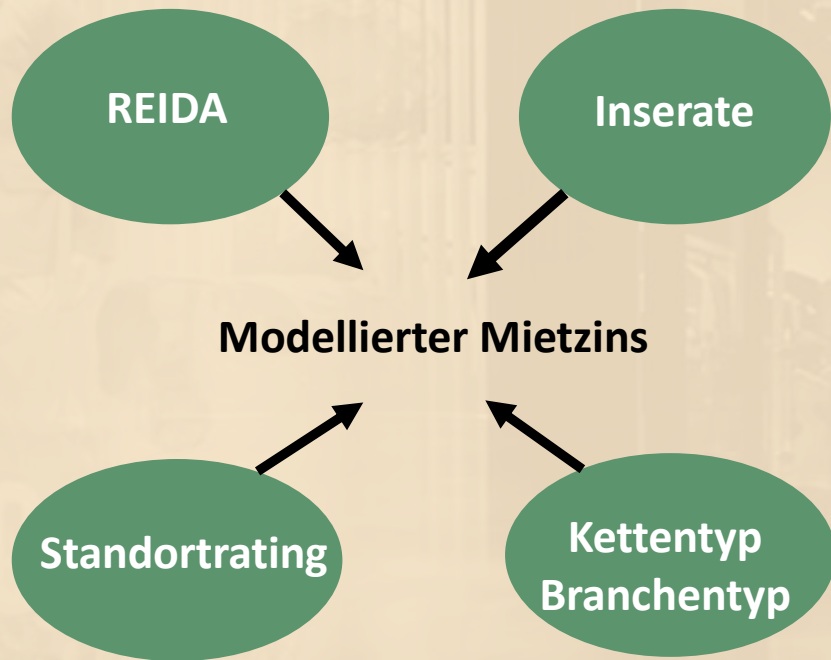 REIDA
Inserate
Modellierter Mietzins
Standortrating
Kettentyp
Branchentyp